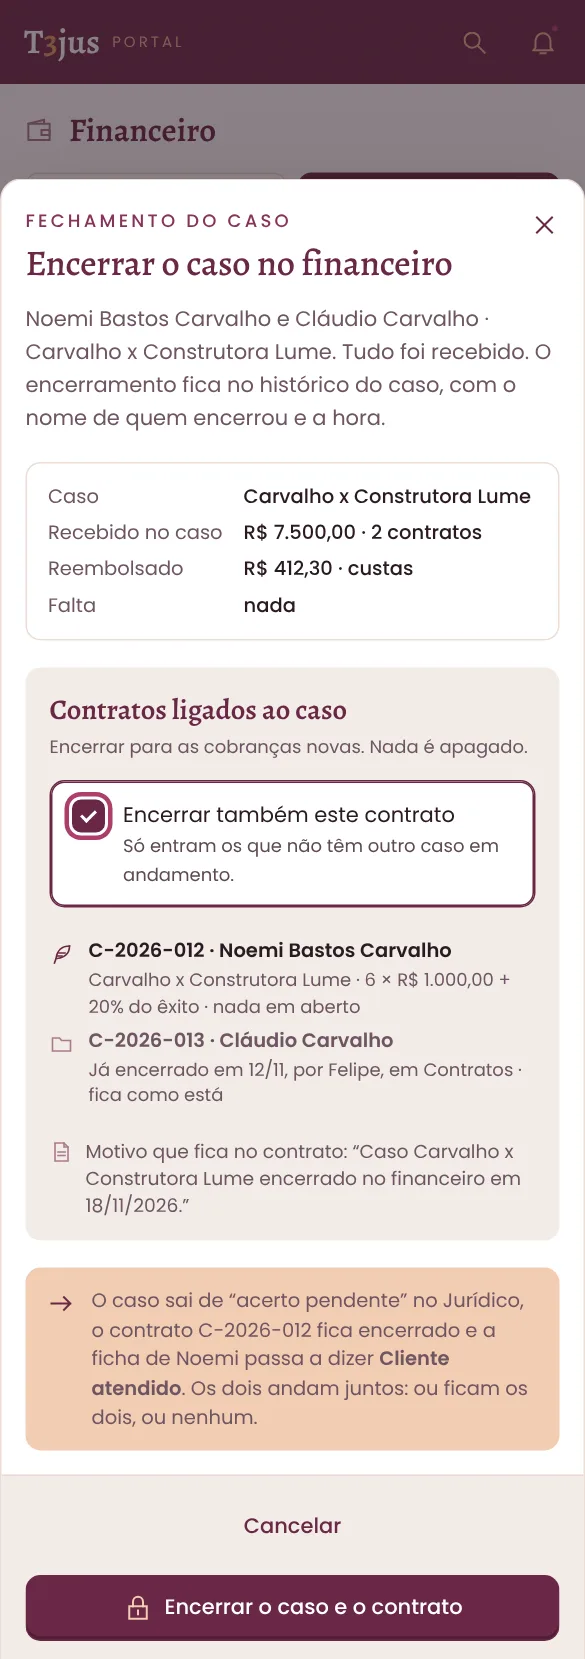 T3jus PORTAL
Financeiro
FECHAMENTO DO CASO
Encerrar o caso no financeiro
Noemi Bastos Carvalho e Cláudio Carvalho ·
Carvalho x Construtora Lume. Tudo foi recebido. O
encerramento fica no histórico do caso, com o
nome de quem encerrou e a hora.
Caso Carvalho x Construtora Lume
Recebido no caso R$ 7.500,00 · 2 contratos
Reembolsado R$ 412,30 · custas
Falta nada
Contratos ligados ao caso
Encerrar para as cobranças novas. Nada é apagado.
Encerrar também este contrato
Só entram os que não têm outro caso em
andamento.
C-2026-012 · Noemi Bastos Carvalho
Carvalho x Construtora Lume · 6 × R$ 1.000,00 +
20% do êxito · nada em aberto
C-2026-013 · Cláudio Carvalho
Já encerrado em 12/11, por Felipe, em Contratos ·
fica como está
Motivo que fica no contrato: “Caso Carvalho x
Construtora Lume encerrado no financeiro em
18/11/2026.”
O caso sai de “acerto pendente” no Jurídico,
o contrato C-2026-012 fica encerrado e a
ficha de Noemi passa a dizer Cliente
atendido. Os dois andam juntos: ou ficam os
dois, ou nenhum.
Cancelar
Encerrar o caso e o contrato